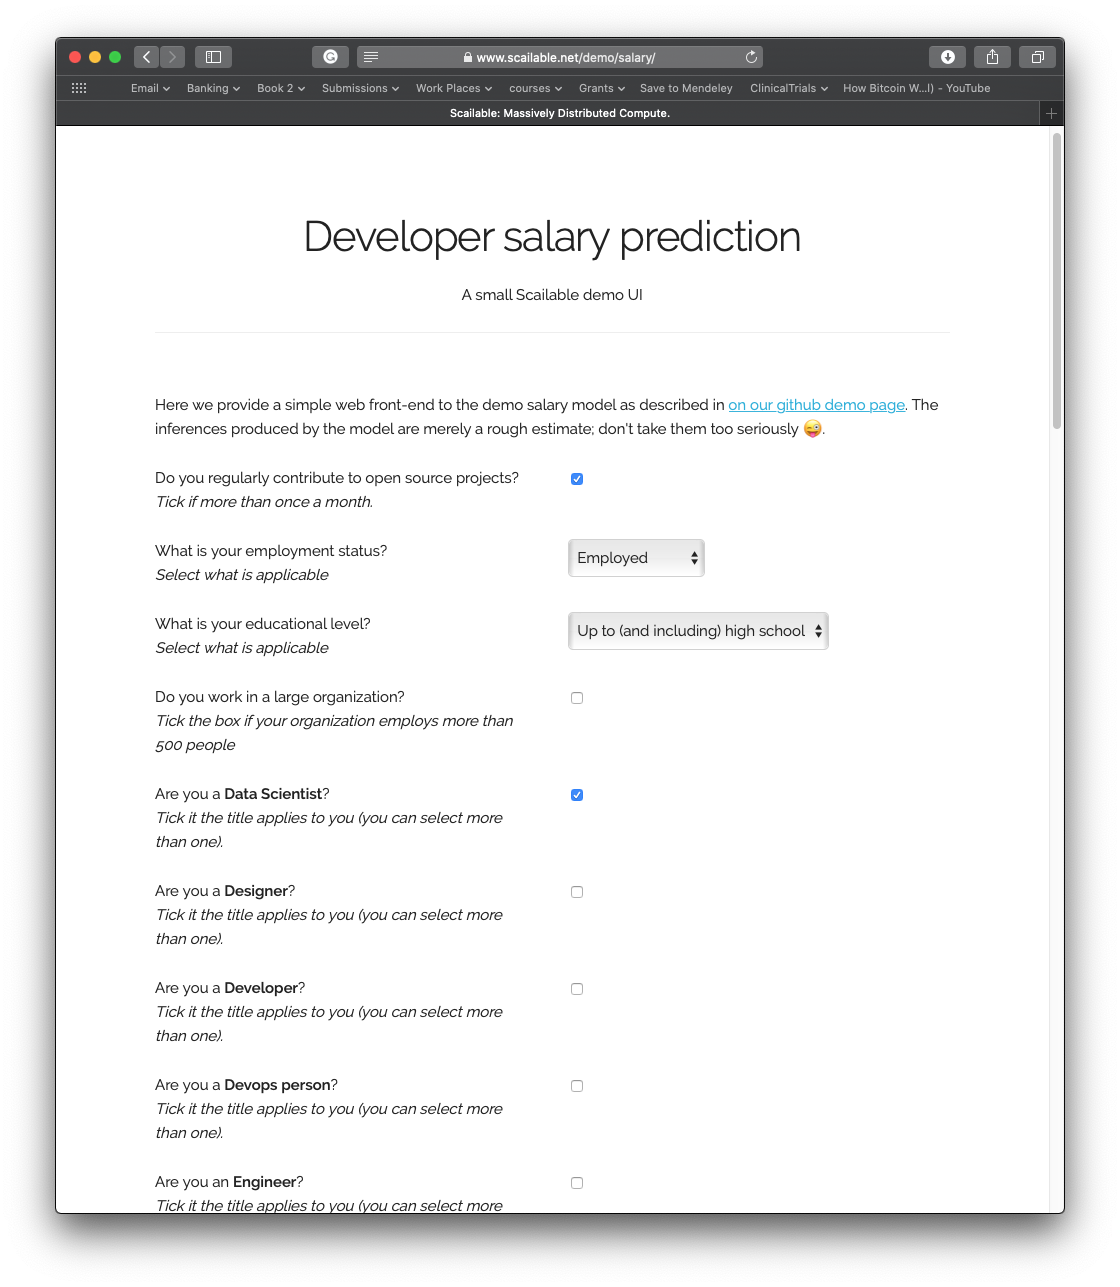 www.scailable.net/demo/salary/
Email Banking Book 2 Submissions Work Places courses Grants Save to Mendeley ClinicalTrials How Bitcoin W...l) - YouTube
Scailable: Massively Distributed Compute.
Developer salary prediction
A small Scailable demo UI
Here we provide a simple web front-end to the demo salary model as described in on our github demo page. The
inferences produced by the model are merely a rough estimate; don't take them too seriously 😜.
Do you regularly contribute to open source projects?
Tick if more than once a month.
What is your employment status?
Select what is applicable
Employed
What is your educational level?
Select what is applicable
Up to (and including) high school
Do you work in a large organization?
Tick the box if your organization employs more than
500 people
Are you a Data Scientist?
Tick it the title applies to you (you can select more
than one).
Are you a Designer?
Tick it the title applies to you (you can select more
than one).
Are you a Developer?
Tick it the title applies to you (you can select more
than one).
Are you a Devops person?
Tick it the title applies to you (you can select more
than one).
Are you an Engineer?
Tick it the title applies to you (you can select more